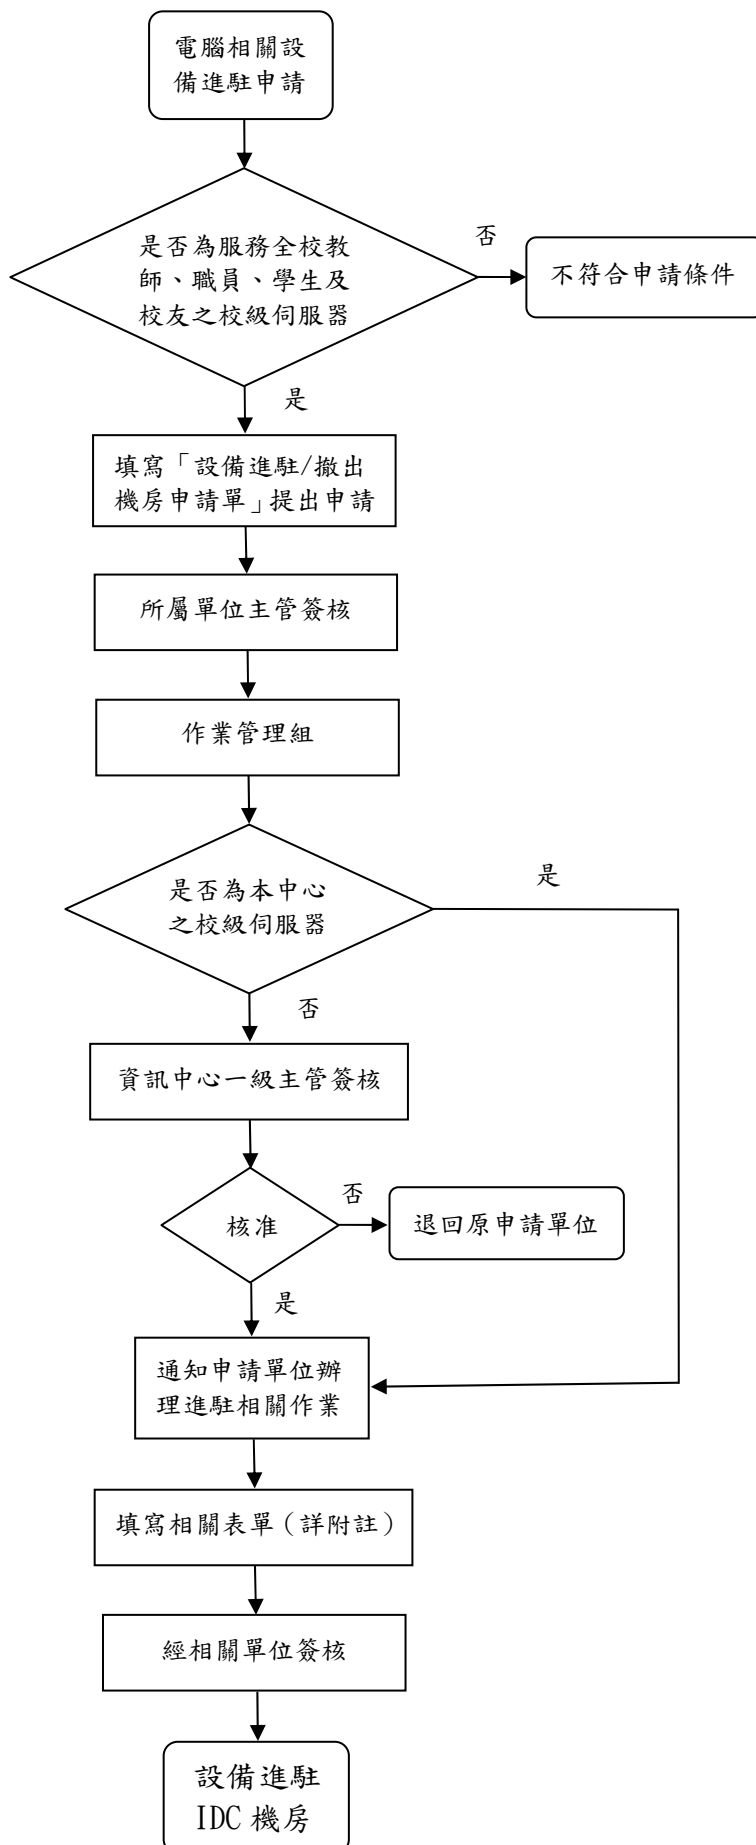 電腦相關設
備進駐申請
是否為服務全校教
師、職員、學生及
校友之校級伺服器
否
不符合申請條件
是
填寫「設備進駐/撤出
機房申請單」提出申請
所屬單位主管簽核
作業管理組
是否為本中心
之校級伺服器
是
否
資訊中心一級主管簽核
核准
否
退回原申請單位
是
通知申請單位辦
理進駐相關作業
填寫相關表單（詳附註）
經相關單位簽核
設備進駐
IDC 機房